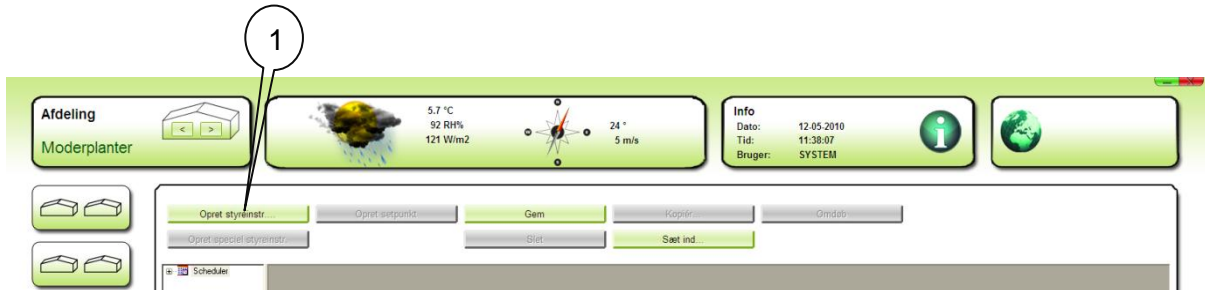 1
Afdeling
Moderplanter
< >
5.7 °C
92 RH%
121 W/m2
24 °
5 m/s
Info
Dato: 12-05-2010
Tid: 11:38:07
Bruger: SYSTEM
Opret styreinstr.... Opret setpunkt Gem Kopiér... Omdøb
Opret speciel styreinstr. Slet Sæt ind...
Scheduler